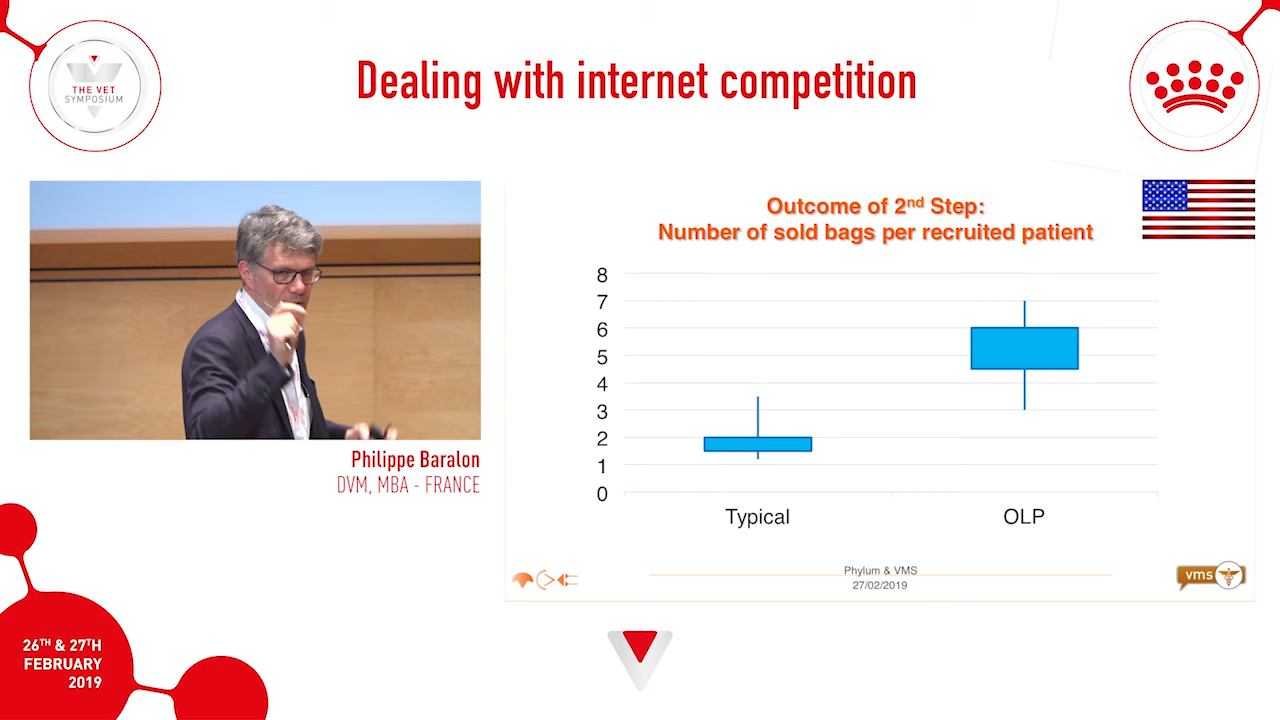 THE VET
SYMPOSIUM
Dealing with internet competition
Outcome of 2nd Step:
Number of sold bags per recruited patient
8
7
6
5
4
3
2
1
0
Typical
OLP
Philippe Baralon
DVM, MBA - FRANCE
Phylum & VMS
27/02/2019
vms
26TH & 27TH
FEBRUARY
2019